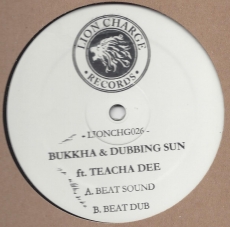 LION CHARGE
RECORDS
- LIONCHG026 -
BUKKHA & DUBBING SUN
ft. TEACHA DEE
A. BEAT SOUND
B. BEAT DUB